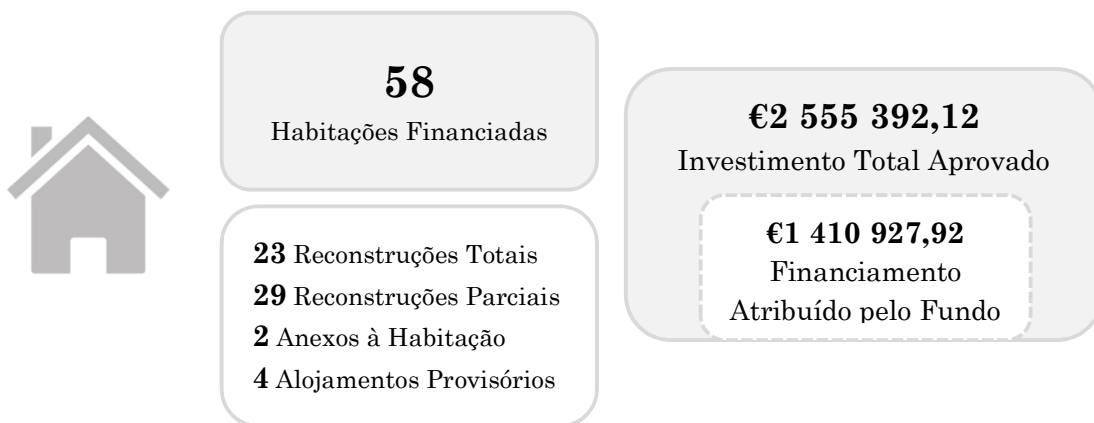 58
Habitações Financiadas
23 Reconstruções Totais
29 Reconstruções Parciais
2 Anexos à Habitação
4 Alojamentos Provisórios
€2 555 392,12
Investimento Total Aprovado
€1 410 927,92
Financiamento
Atribuído pelo Fundo